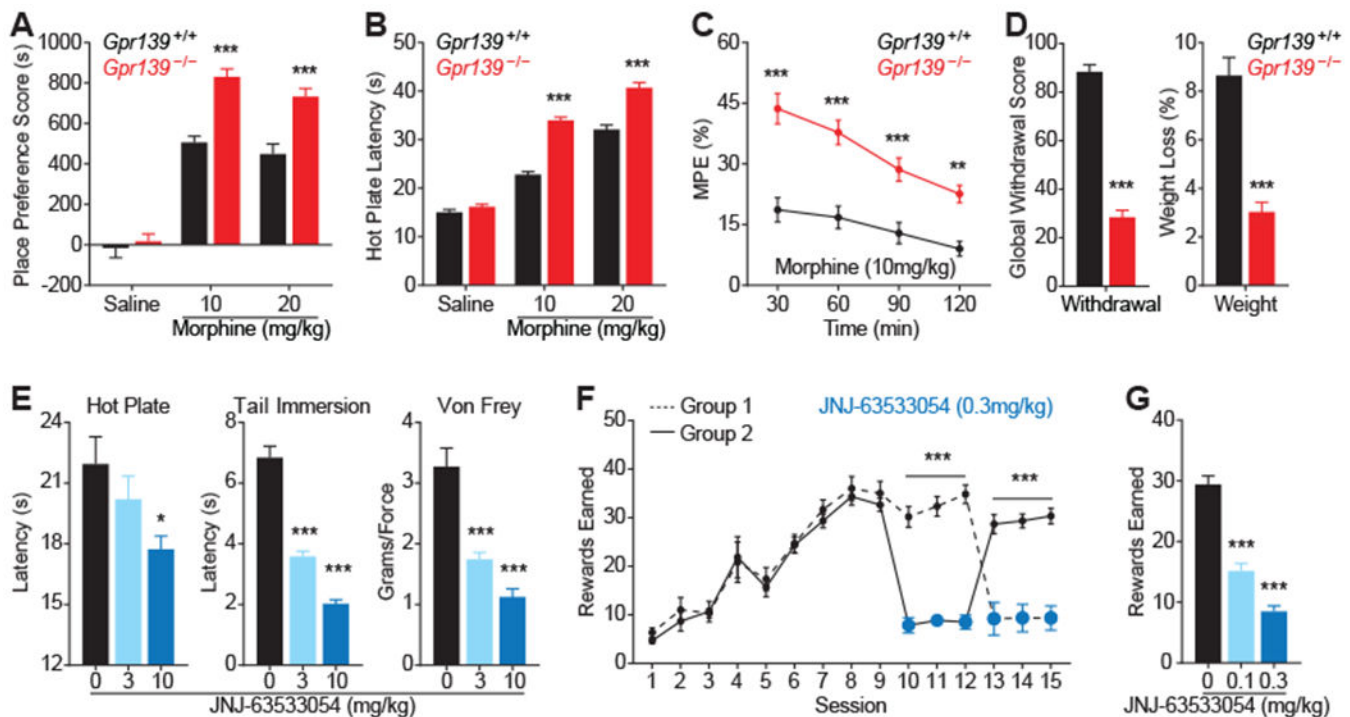 A
Place Preference Score (s)
1000
800
600
400
200
0
-200
Gpr139+/+
Gpr139−/−
***
***
Saline
10
20
Morphine (mg/kg)
B
Hot Plate Latency (s)
50
40
30
20
10
0
Gpr139+/+
Gpr139−/−
***
***
Saline
10
20
Morphine (mg/kg)
C
MPE (%)
60
45
30
15
0
Gpr139+/+
Gpr139−/−
***
***
***
**
Morphine (10mg/kg)
30
60
90
120
Time (min)
D
Global Withdrawal Score
100
80
60
40
20
0
***
Withdrawal
Gpr139+/+
Gpr139−/−
Weight Loss (%)
10
8
6
4
2
0
***
Weight
E
Hot Plate
Latency (s)
24
21
18
15
12
*
0
3
10
Tail Immersion
Latency (s)
8
6
4
2
0
***
***
0
3
10
Von Frey
Grams/Force
4
3
2
1
0
***
***
0
3
10
JNJ-63533054 (mg/kg)
F
Group 1
Group 2
JNJ-63533054 (0.3mg/kg)
Rewards Earned
50
40
30
20
10
0
***
***
1
2
3
4
5
6
7
8
9
10
11
12
13
14
15
Session
G
Rewards Earned
40
30
20
10
0
***
***
0
0.1
0.3
JNJ-63533054 (mg/kg)